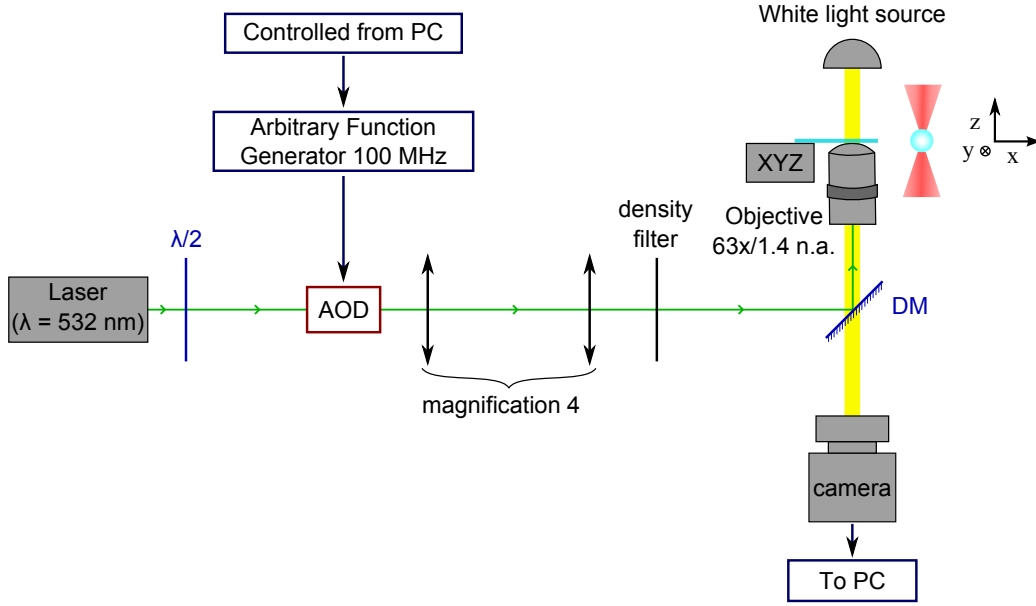 White light source
Controlled from PC
Arbitrary Function
Generator 100 MHz
z
y ⊗
x
XYZ
density
filter
Objective
63x/1.4 n.a.
λ/2
Laser
(λ = 532 nm)
AOD
DM
magnification 4
camera
To PC